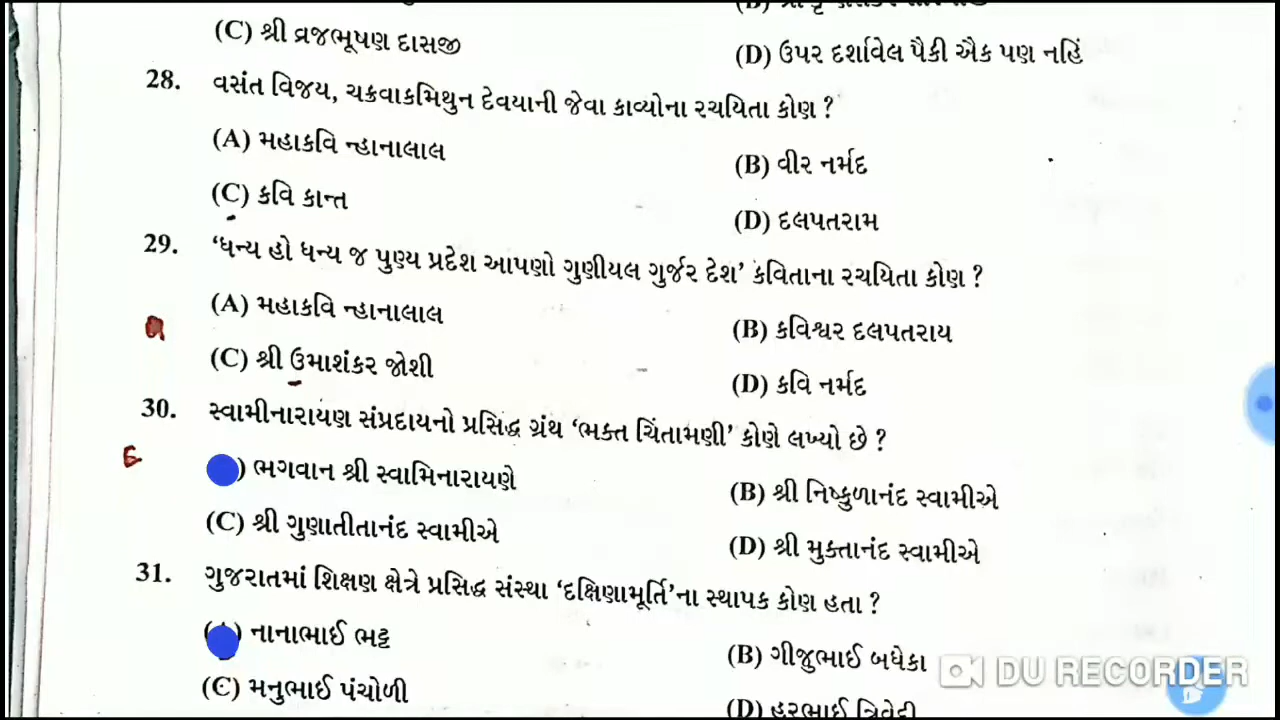 (C) શ્રી વ્રજભૂષણ દાસજી
(D) ઉપર દર્શાવેલ પૈકી એક પણ નહિં
28. વસંત વિજય, ચક્રવાકમિથુન દેવયાની જેવા કાવ્યોના રચયિતા કોણ ?
(A) મહાકવિ ન્હાનાલાલ
(B) વીર નર્મદ
(C) કવિ કાન્ત
(D) દલપતરામ
29. ‘ધન્ય હો ધન્ય જ પુણ્ય પ્રદેશ આપણો ગુણીયલ ગુર્જર દેશ’ કવિતાના રચયિતા કોણ ?
(A) મહાકવિ ન્હાનાલાલ
(B) કવિશ્વર દલપતરાય
(C) શ્રી ઉમાશંકર જોશી
(D) કવિ નર્મદ
30. સ્વામીનારાયણ સંપ્રદાયનો પ્રસિદ્ધ ગ્રંથ ‘ભક્ત ચિંતામણી’ કોણે લખ્યો છે ?
) ભગવાન શ્રી સ્વામિનારાયણે
(B) શ્રી નિષ્કુળાનંદ સ્વામીએ
(C) શ્રી ગુણાતીતાનંદ સ્વામીએ
(D) શ્રી મુક્તાનંદ સ્વામીએ
31. ગુજરાતમાં શિક્ષણ ક્ષેત્રે પ્રસિદ્ધ સંસ્થા ‘દક્ષિણામૂર્તિ’ના સ્થાપક કોણ હતા ?
(A) નાનાભાઈ ભટ્ટ
(B) ગીજુભાઈ બધેકા
(C) મનુભાઈ પંચોળી
(D) હરભાઈ ત્રિવેદી
DU RECORDER